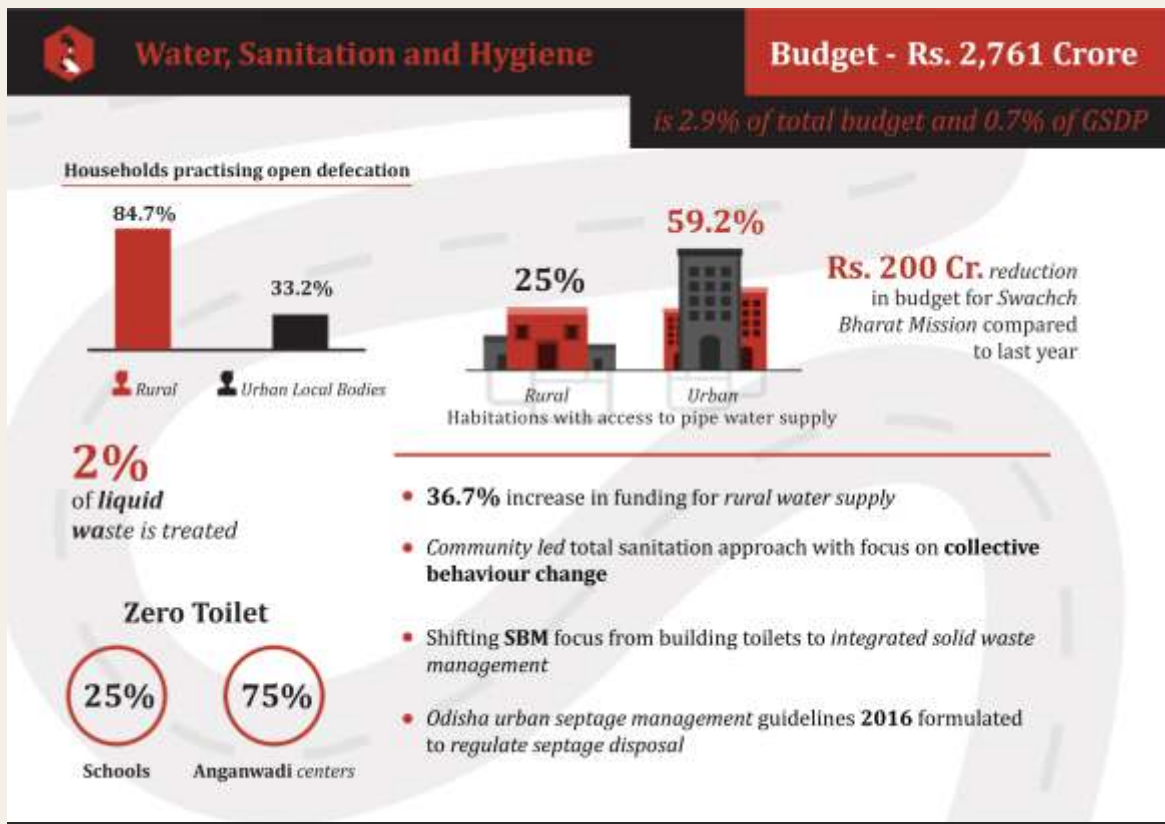 Water, Sanitation and Hygiene
Budget - Rs. 2,761 Crore
is 2.9% of total budget and 0.7% of GSDP
Households practising open defecation
84.7%
33.2%
Rural
Urban Local Bodies
25%
59.2%
Rural
Urban
Habitations with access to pipe water supply
Rs. 200 Cr. reduction
in budget for Swachch
Bharat Mission compared
to last year
2%
of liquid
waste is treated
Zero Toilet
25%
75%
Schools
Anganwadi centers
• 36.7% increase in funding for rural water supply
• Community led total sanitation approach with focus on collective
behaviour change
• Shifting SBM focus from building toilets to integrated solid waste
management
• Odisha urban septage management guidelines 2016 formulated
to regulate septage disposal